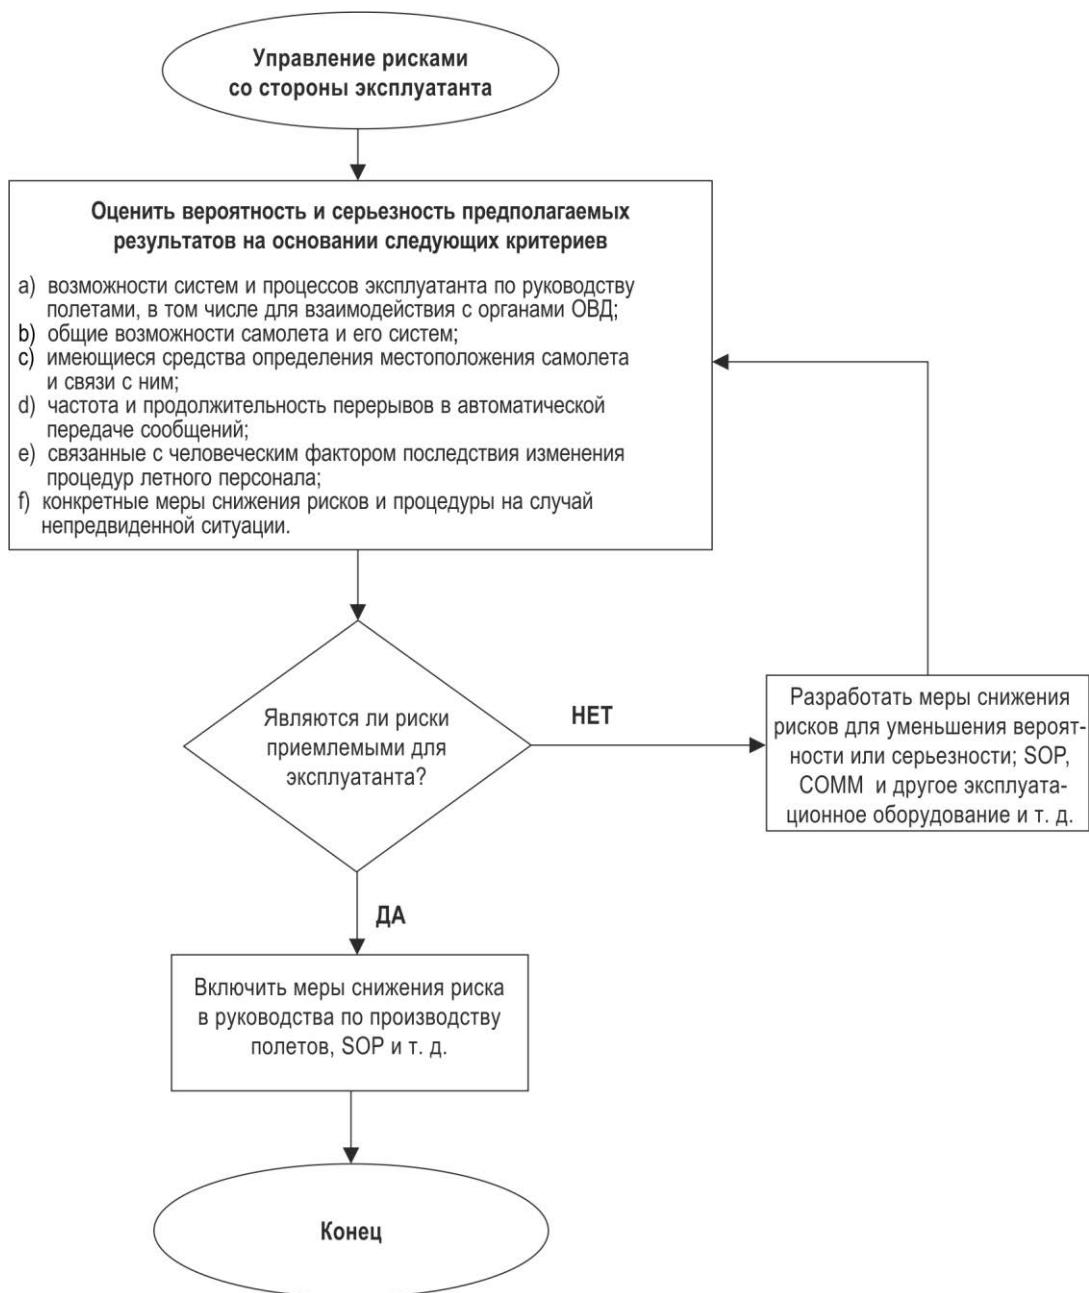 Управление рисками
со стороны эксплуатанта
Оценить вероятность и серьезность предполагаемых
результатов на основании следующих критериев
a) возможности систем и процессов эксплуатанта по руководству
полетами, в том числе для взаимодействия с органами ОВД;
b) общие возможности самолета и его систем;
c) имеющиеся средства определения местоположения самолета
и связи с ним;
d) частота и продолжительность перерывов в автоматической
передаче сообщений;
e) связанные с человеческим фактором последствия изменения
процедур летного персонала;
f) конкретные меры снижения рисков и процедуры на случай
непредвиденной ситуации.
Являются ли риски
приемлемыми для
эксплуатанта?
НЕТ
Разработать меры снижения
рисков для уменьшения вероят-
ности или серьезности; SOP,
COMM и другое эксплуата-
ционное оборудование и т. д.
ДА
Включить меры снижения риска
в руководства по производству
полетов, SOP и т. д.
Конец